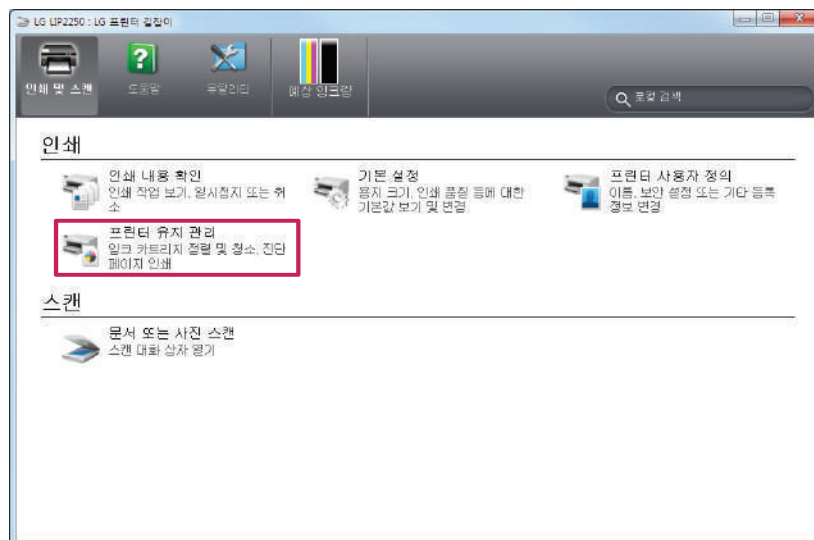 LG LIP2250 : LG 프린터 길잡이
인쇄 및 스캔
도움말
유틸리티
예상 잉크량
로컬 검색
인쇄
인쇄 내용 확인
인쇄 작업 보기, 일시정지 또는 취
소
기본 설정
용지 크기, 인쇄 품질 등에 대한
기본값 보기 및 변경
프린터 사용자 정의
이름, 보안 설정 또는 기타 등록
정보 변경
프린터 유지 관리
잉크 카트리지 정렬 및 청소, 진단
페이지 인쇄
스캔
문서 또는 사진 스캔
스캔 대화 상자 열기